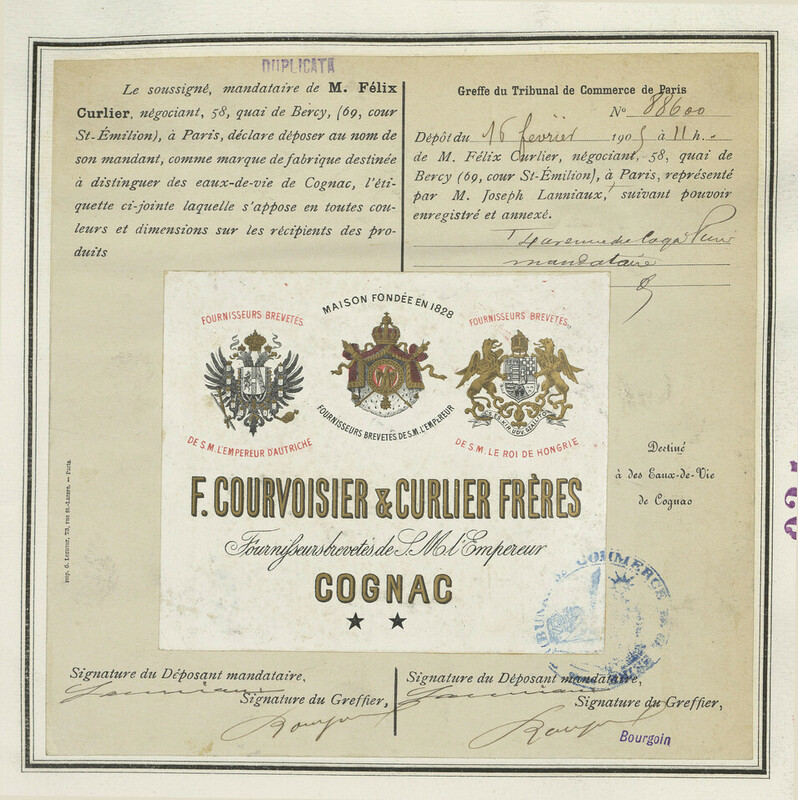 DUPLICATA
Le soussigné, mandataire de M. Félix
Curlier, négociant, 58, quai de Bercy, (69, cour
St-Émilion), à Paris, déclare déposer au nom de
son mandant, comme marque de fabrique destinée
à distinguer des eaux-de-vie de Cognac, l'éti-
quette ci-jointe laquelle s'appose en toutes cou-
leurs et dimensions sur les récipients des pro-
duits
Greffe du Tribunal de Commerce de Paris
No 88600
Dépôt du 16 février 1905 à 11 h.
de M. Félix Curlier, négociant, 58, quai de
Bercy (69, cour St-Émilion), à Paris, représenté
par M. Joseph Lanniaux, suivant pouvoir
enregistré et annexé.
mandataire
FOURNISSEURS BREVETÉS
DE S.M. L'EMPEREUR D'AUTRICHE
MAISON FONDÉE EN 1828
FOURNISSEURS BREVETÉS DE S.M. L'EMPEREUR
FOURNISSEURS BREVETÉS
DE S.M. LE ROI DE HONGRIE
F. COURVOISIER & CURLIER FRÈRES
Fournisseurs brevetés de S.M. l'Empereur
COGNAC
Destiné
à des Eaux-de-Vie
de Cognac
TRIBUNAL DE COMMERCE
Signature du Déposant mandataire,
Signature du Greffier,
Signature du Déposant mandataire,
Signature du Greffier,
Bourgoin